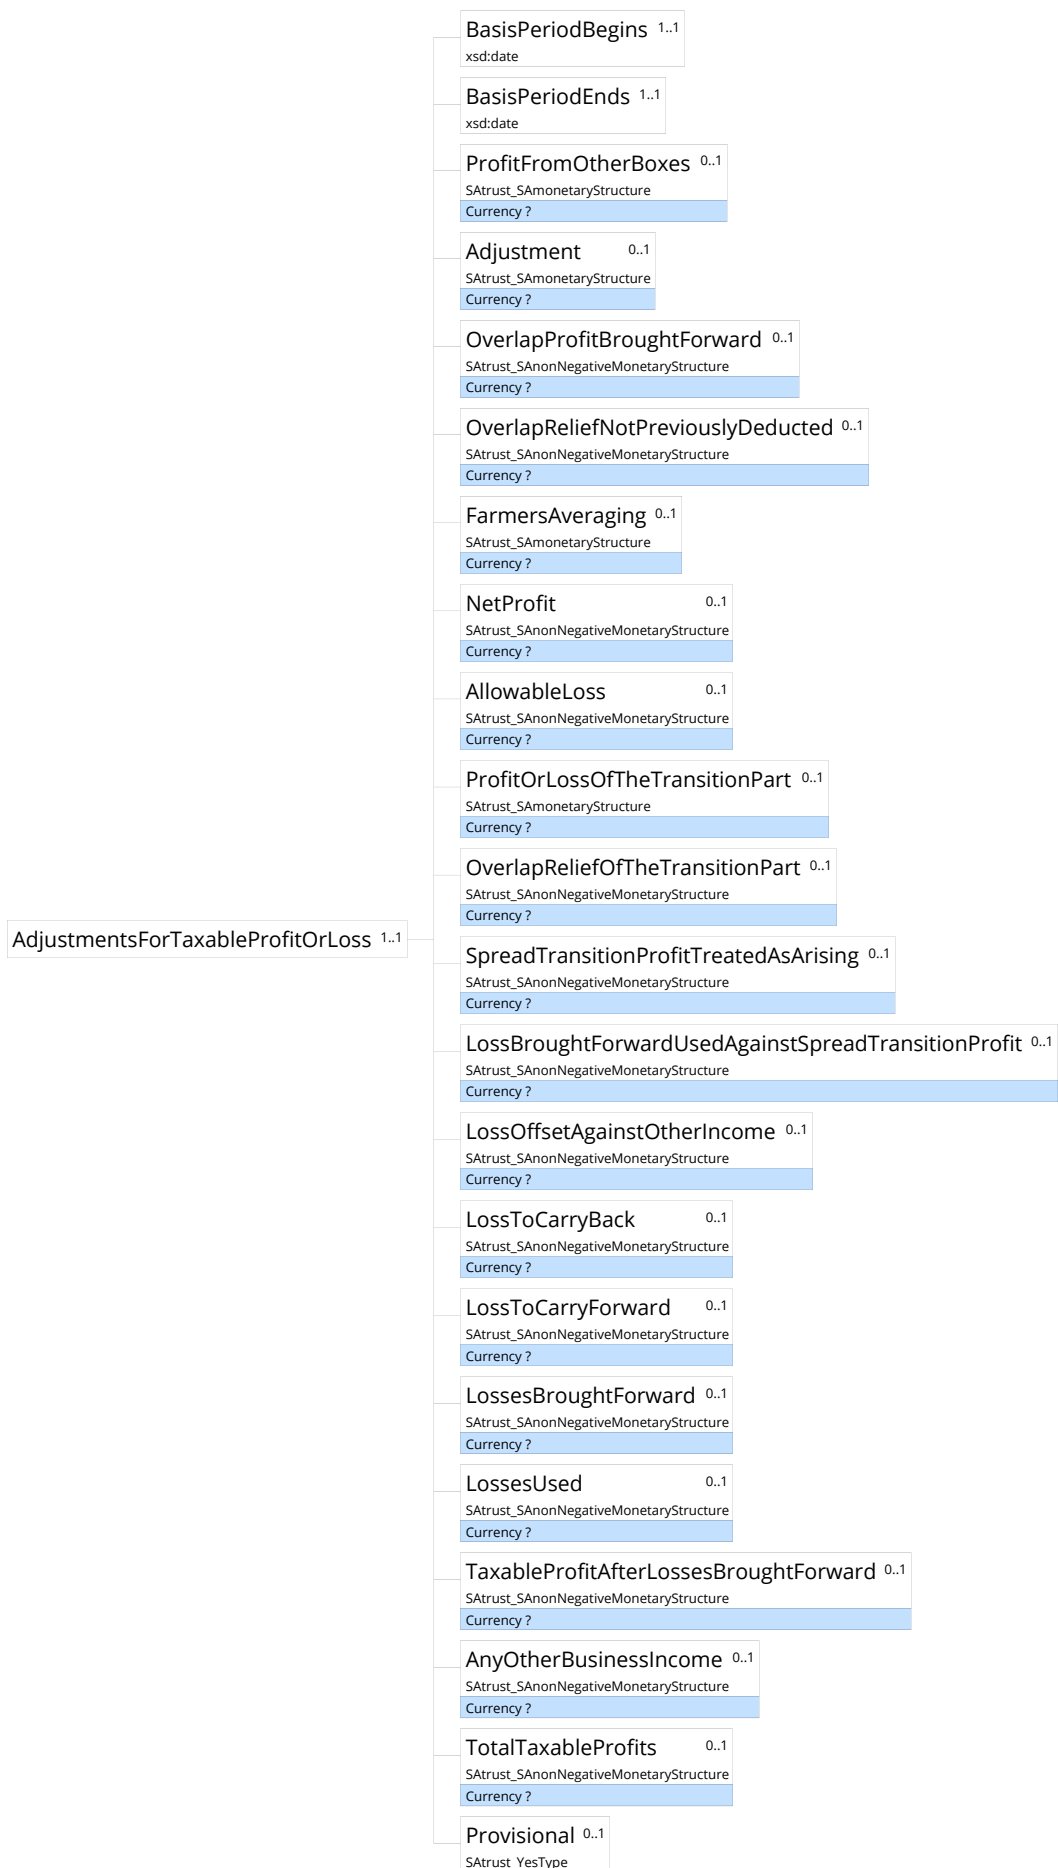 BasisPeriodBegins 1..1
xsd:date
BasisPeriodEnds 1..1
xsd:date
ProfitFromOtherBoxes 0..1
SAtrust_SAmonetaryStructure
Currency ?
Adjustment 0..1
SAtrust_SAmonetaryStructure
Currency ?
OverlapProfitBroughtForward 0..1
SAtrust_SAnonNegativeMonetaryStructure
Currency ?
OverlapReliefNotPreviouslyDeducted 0..1
SAtrust_SAnonNegativeMonetaryStructure
Currency ?
FarmersAveraging 0..1
SAtrust_SAmonetaryStructure
Currency ?
NetProfit 0..1
SAtrust_SAnonNegativeMonetaryStructure
Currency ?
AllowableLoss 0..1
SAtrust_SAnonNegativeMonetaryStructure
Currency ?
ProfitOrLossOfTheTransitionPart 0..1
SAtrust_SAmonetaryStructure
Currency ?
OverlapReliefOfTheTransitionPart 0..1
SAtrust_SAnonNegativeMonetaryStructure
Currency ?
AdjustmentsForTaxableProfitOrLoss 1..1
SpreadTransitionProfitTreatedAsArising 0..1
SAtrust_SAnonNegativeMonetaryStructure
Currency ?
LossBroughtForwardUsedAgainstSpreadTransitionProfit 0..1
SAtrust_SAnonNegativeMonetaryStructure
Currency ?
LossOffsetAgainstOtherIncome 0..1
SAtrust_SAnonNegativeMonetaryStructure
Currency ?
LossToCarryBack 0..1
SAtrust_SAnonNegativeMonetaryStructure
Currency ?
LossToCarryForward 0..1
SAtrust_SAnonNegativeMonetaryStructure
Currency ?
LossesBroughtForward 0..1
SAtrust_SAnonNegativeMonetaryStructure
Currency ?
LossesUsed 0..1
SAtrust_SAnonNegativeMonetaryStructure
Currency ?
TaxableProfitAfterLossesBroughtForward 0..1
SAtrust_SAnonNegativeMonetaryStructure
Currency ?
AnyOtherBusinessIncome 0..1
SAtrust_SAnonNegativeMonetaryStructure
Currency ?
TotalTaxableProfits 0..1
SAtrust_SAnonNegativeMonetaryStructure
Currency ?
Provisional 0..1
SAtrust_YesType